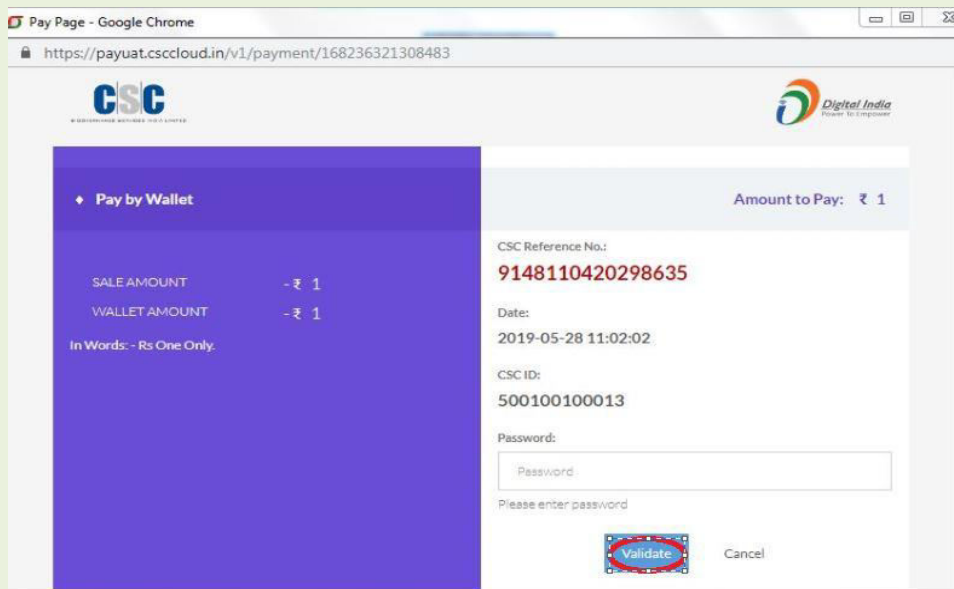 Pay Page - Google Chrome
https://payuat.csccloud.in/v1/payment/168236321308483
CSC
Digital India
Power To Empower
♦ Pay by Wallet
Amount to Pay: ₹ 1
SALE AMOUNT - ₹ 1
WALLET AMOUNT - ₹ 1
In Words: - Rs One Only.
CSC Reference No.:
9148110420298635
Date:
2019-05-28 11:02:02
CSC ID:
500100100013
Password:
Password
Please enter password
Validate Cancel